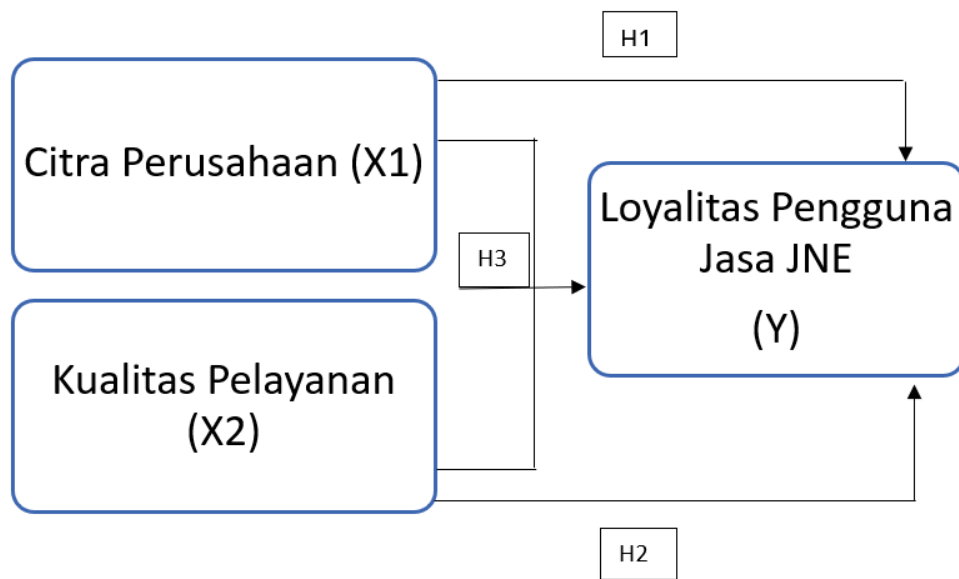 H1
Citra Perusahaan (X1)
Loyalitas Pengguna
Jasa JNE
(Y)
H3
Kualitas Pelayanan
(X2)
H2